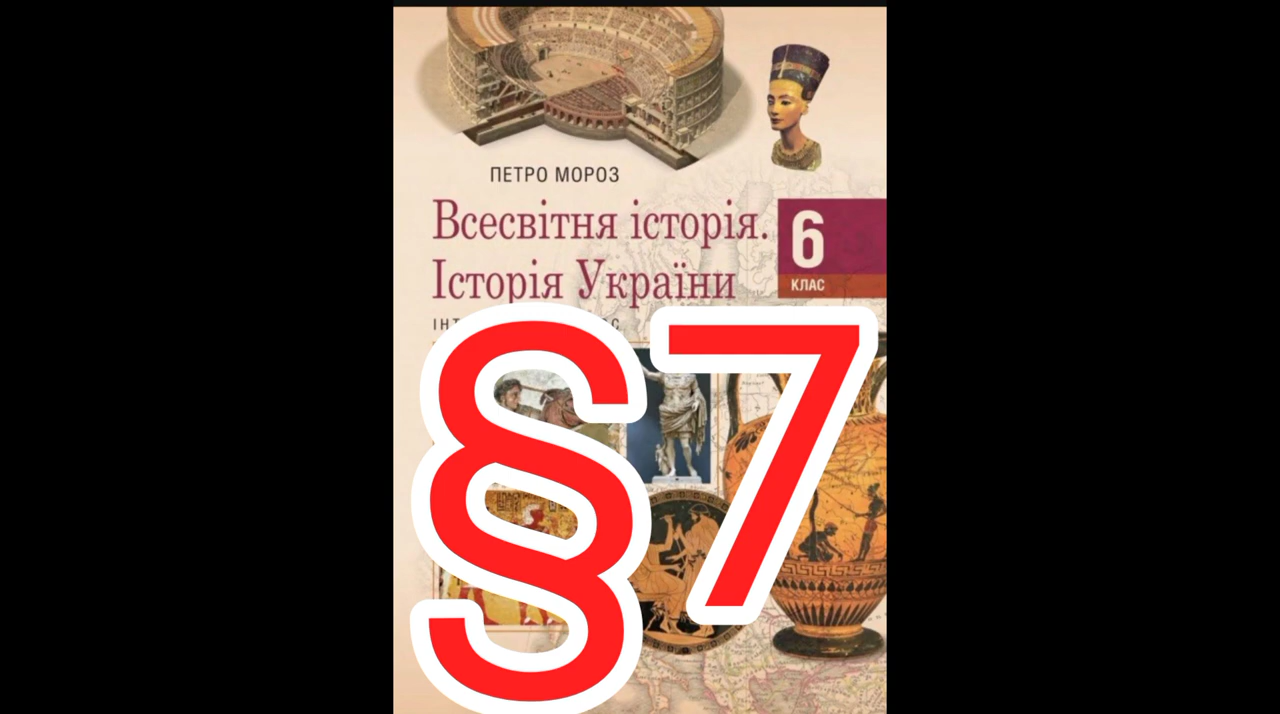 ПЕТРО МОРОЗ
Всесвітня історія.
Історія України
6
КЛАС
§7